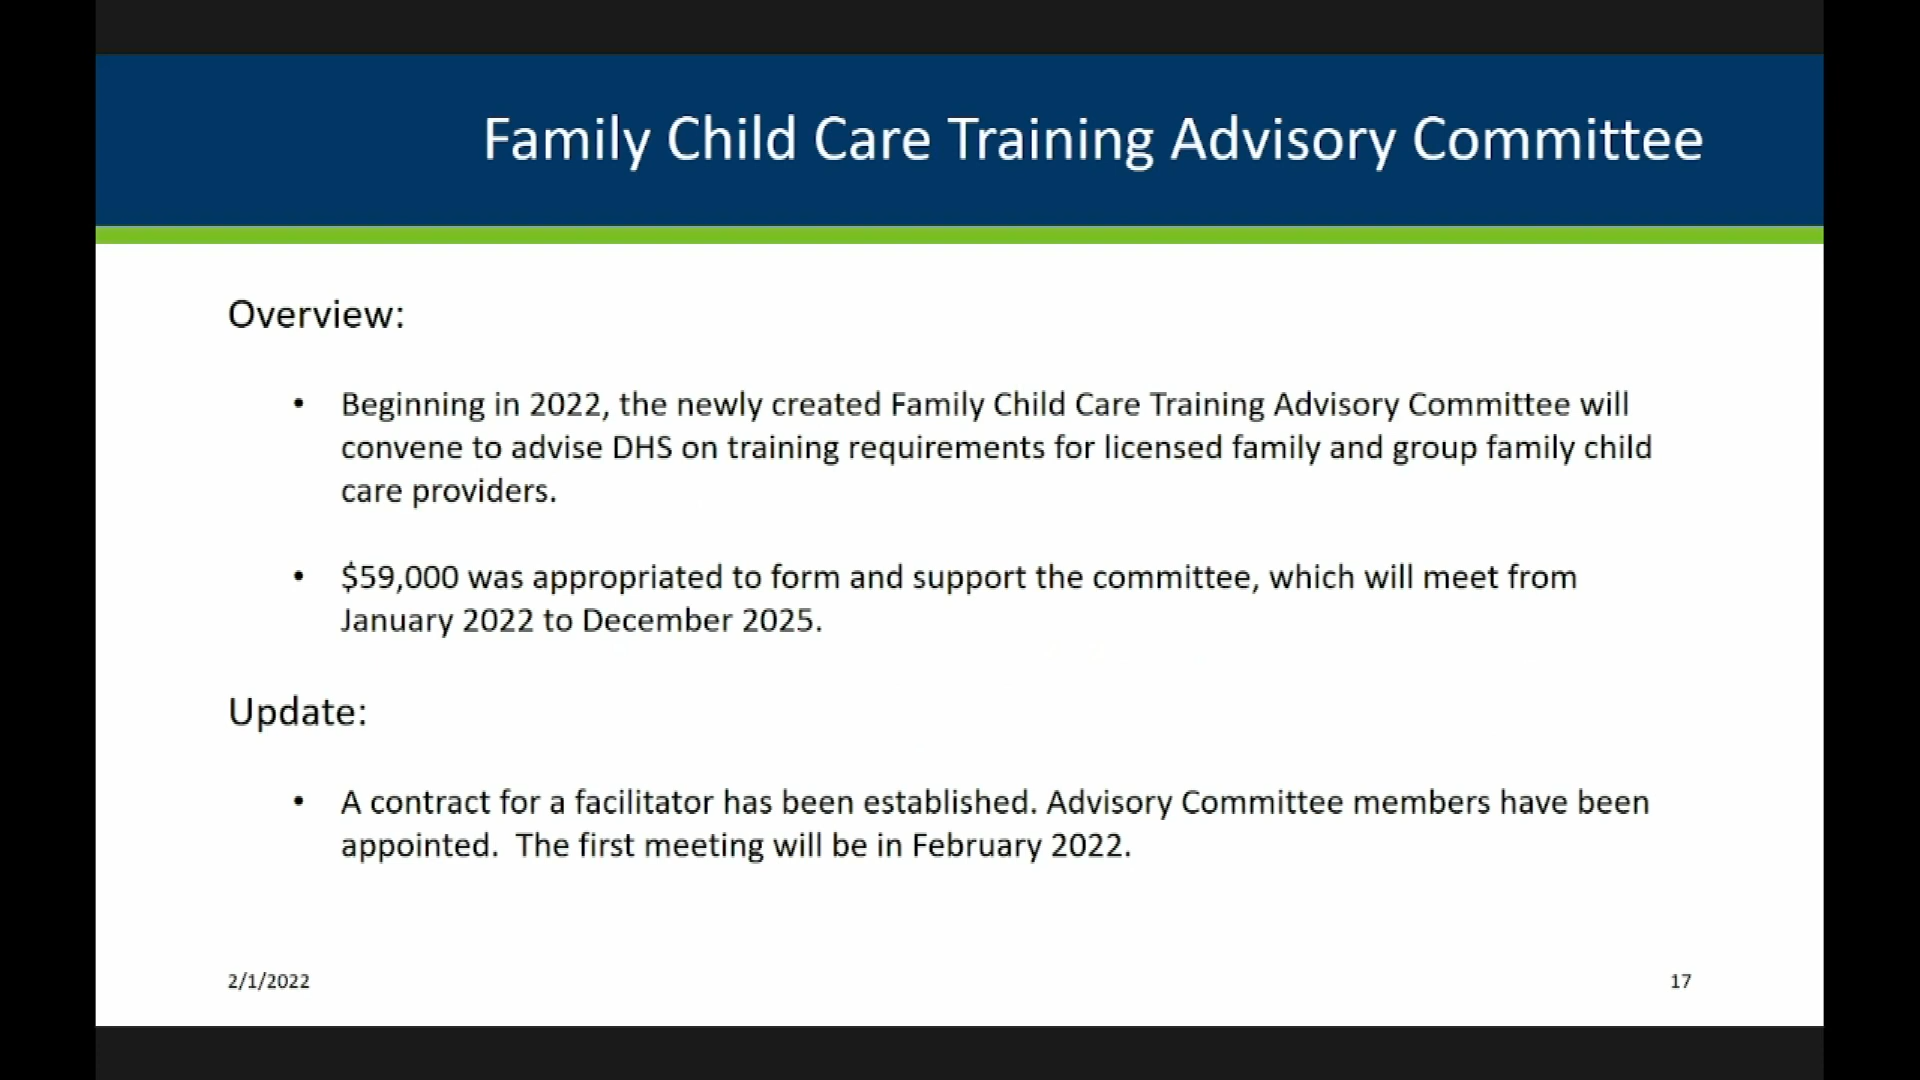 Family Child Care Training Advisory Committee
Overview:
• Beginning in 2022, the newly created Family Child Care Training Advisory Committee will
convene to advise DHS on training requirements for licensed family and group family child
care providers.
• $59,000 was appropriated to form and support the committee, which will meet from
January 2022 to December 2025.
Update:
• A contract for a facilitator has been established. Advisory Committee members have been
appointed.  The first meeting will be in February 2022.
2/1/2022
17